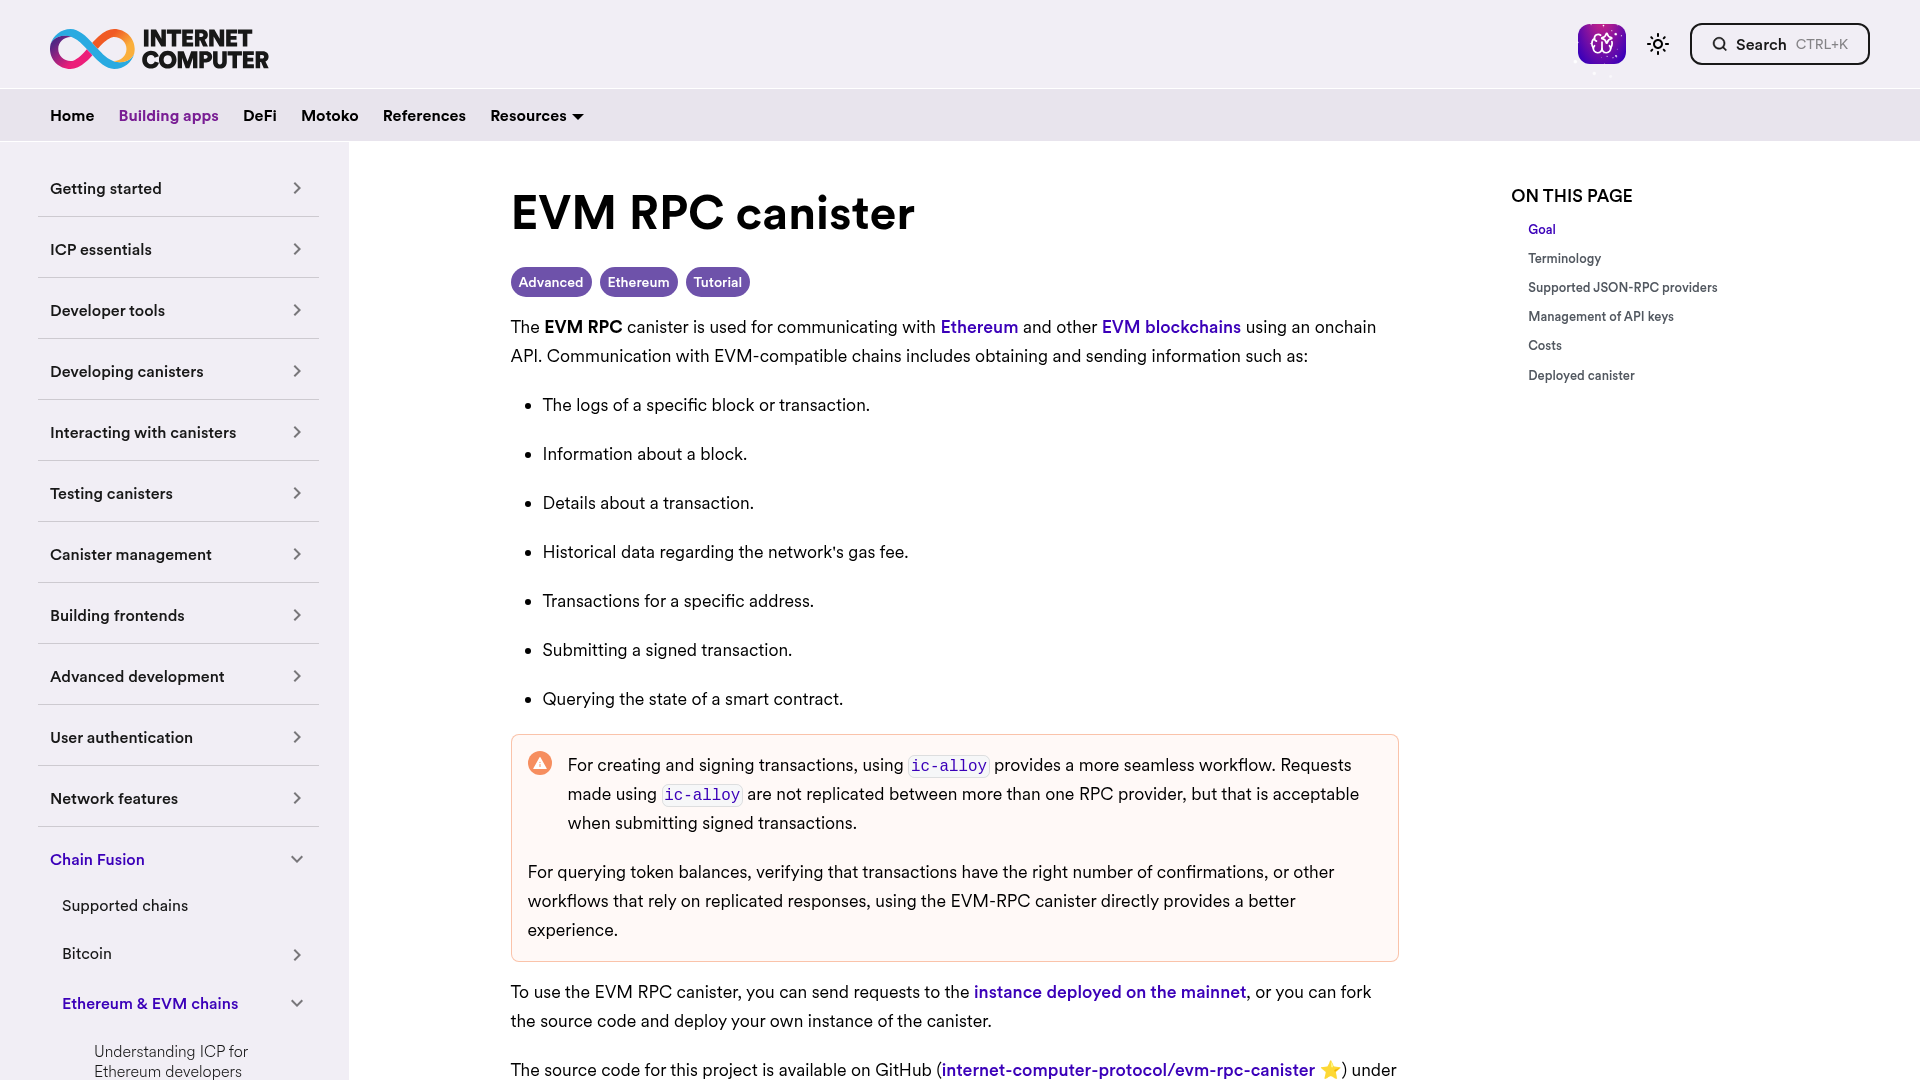 INTERNET
COMPUTER
Search CTRL+K
Home Building apps DeFi Motoko References Resources
Getting started
ICP essentials
Developer tools
Developing canisters
Interacting with canisters
Testing canisters
Canister management
Building frontends
Advanced development
User authentication
Network features
Chain Fusion
Supported chains
Bitcoin
Ethereum & EVM chains
Understanding ICP for
Ethereum developers
EVM RPC canister
Advanced Ethereum Tutorial
The EVM RPC canister is used for communicating with Ethereum and other EVM blockchains using an onchain
API. Communication with EVM-compatible chains includes obtaining and sending information such as:
The logs of a specific block or transaction.
Information about a block.
Details about a transaction.
Historical data regarding the network's gas fee.
Transactions for a specific address.
Submitting a signed transaction.
Querying the state of a smart contract.
For creating and signing transactions, using ic-alloy provides a more seamless workflow. Requests
made using ic-alloy are not replicated between more than one RPC provider, but that is acceptable
when submitting signed transactions.
For querying token balances, verifying that transactions have the right number of confirmations, or other
workflows that rely on replicated responses, using the EVM-RPC canister directly provides a better
experience.
To use the EVM RPC canister, you can send requests to the instance deployed on the mainnet, or you can fork
the source code and deploy your own instance of the canister.
The source code for this project is available on GitHub (internet-computer-protocol/evm-rpc-canister ⭐) under
ON THIS PAGE
Goal
Terminology
Supported JSON-RPC providers
Management of API keys
Costs
Deployed canister